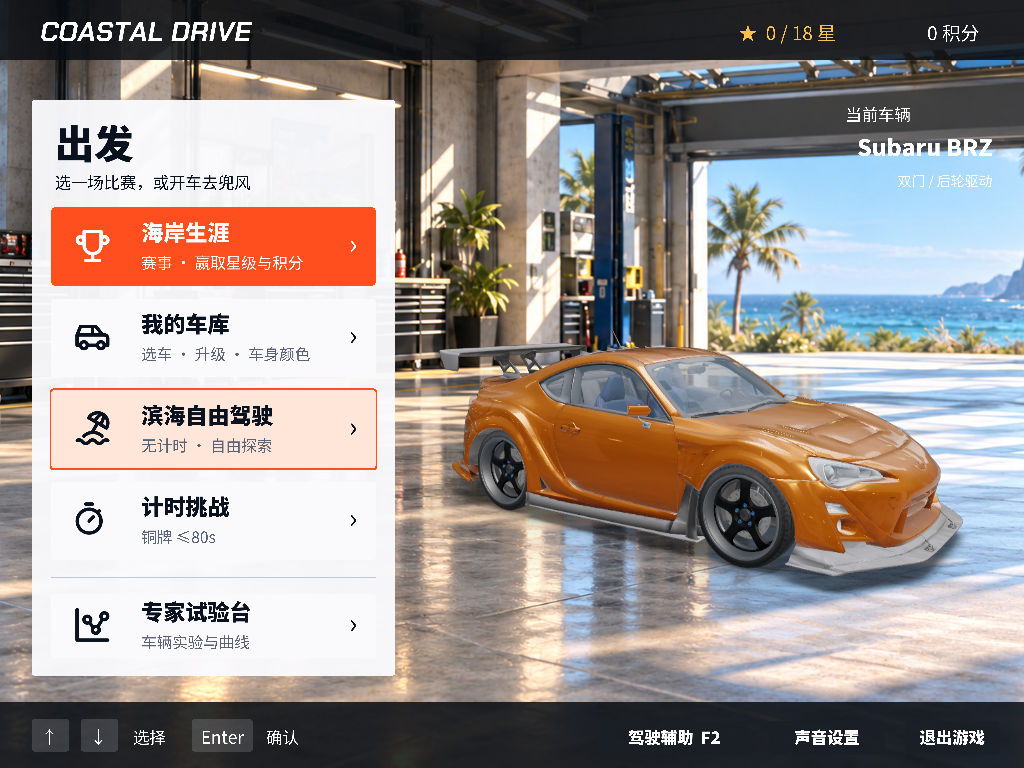 COASTAL DRIVE
★ 0 / 18 星
0 积分
当前车辆
Subaru BRZ
双门 / 后轮驱动
出发
选一场比赛，或开车去兜风
海岸生涯
赛事 · 赢取星级与积分
我的车库
选车 · 升级 · 车身颜色
滨海自由驾驶
无计时 · 自由探索
计时挑战
铜牌 ≤80s
专家试验台
车辆实验与曲线
↑ ↓ 选择 Enter 确认
驾驶辅助 F2
声音设置
退出游戏